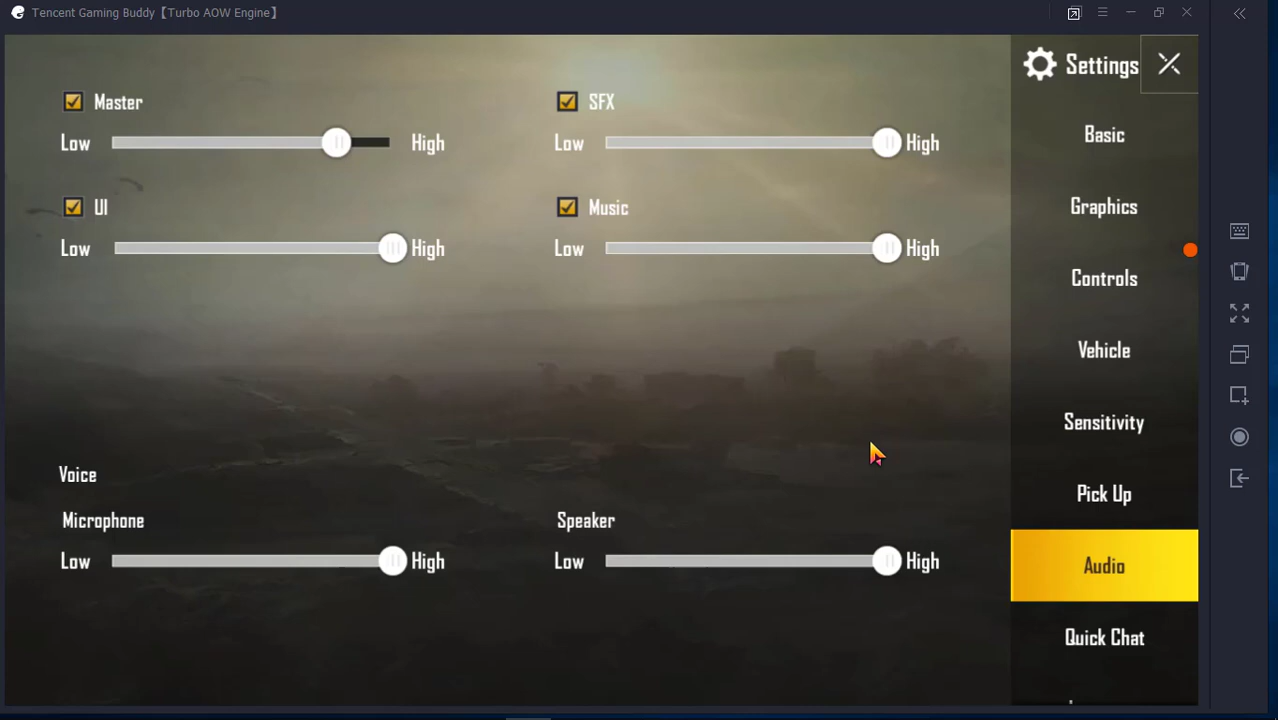 Tencent Gaming Buddy【Turbo AOW Engine】
Settings
Master
Low High
SFX
Low High
UI
Low High
Music
Low High
Voice
Microphone
Low High
Speaker
Low High
Basic
Graphics
Controls
Vehicle
Sensitivity
Pick Up
Audio
Quick Chat